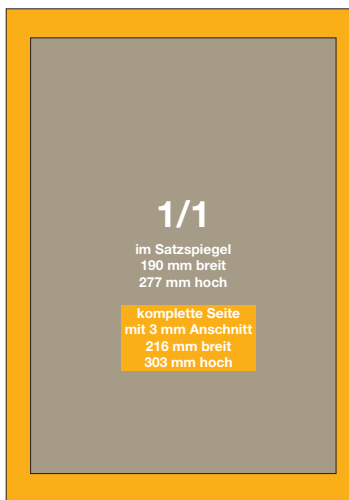 1/1
im Satzspiegel
190 mm breit
277 mm hoch
komplette Seite
mit 3 mm Anschnitt
216 mm breit
303 mm hoch